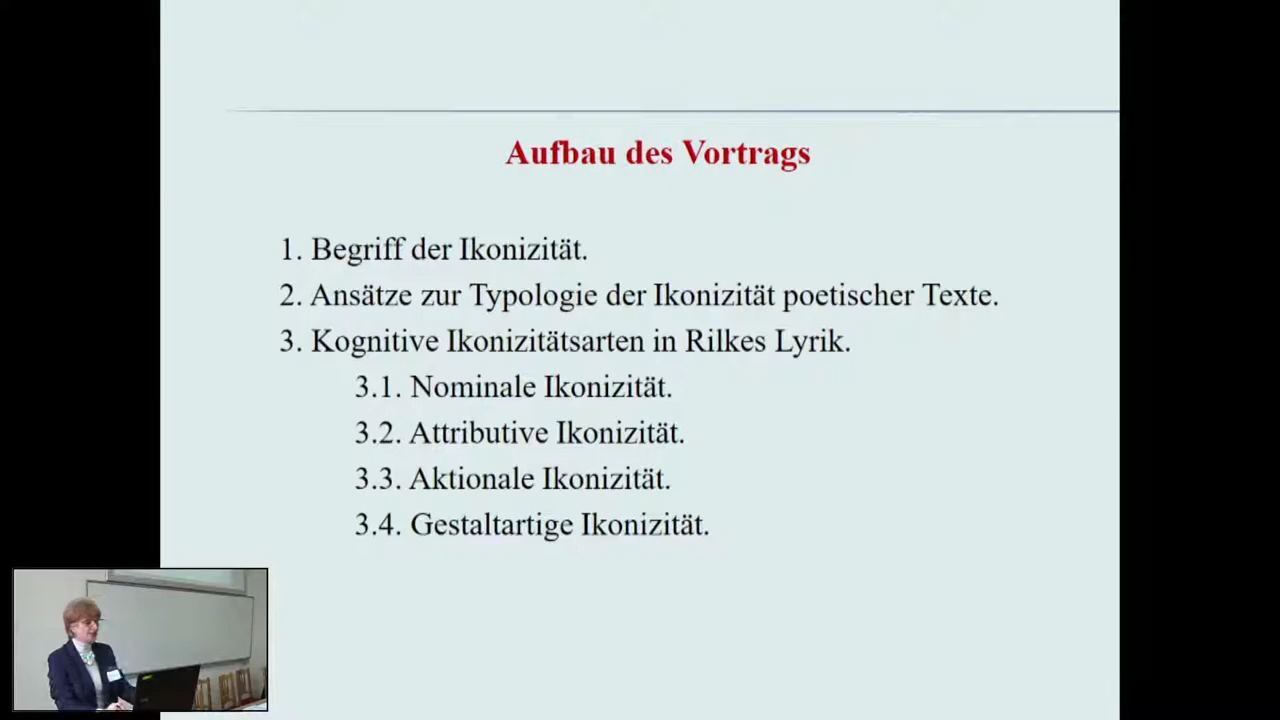 Aufbau des Vortrags
1. Begriff der Ikonizität.
2. Ansätze zur Typologie der Ikonizität poetischer Texte.
3. Kognitive Ikonizitätsarten in Rilkes Lyrik.
3.1. Nominale Ikonizität.
3.2. Attributive Ikonizität.
3.3. Aktionale Ikonizität.
3.4. Gestaltartige Ikonizität.